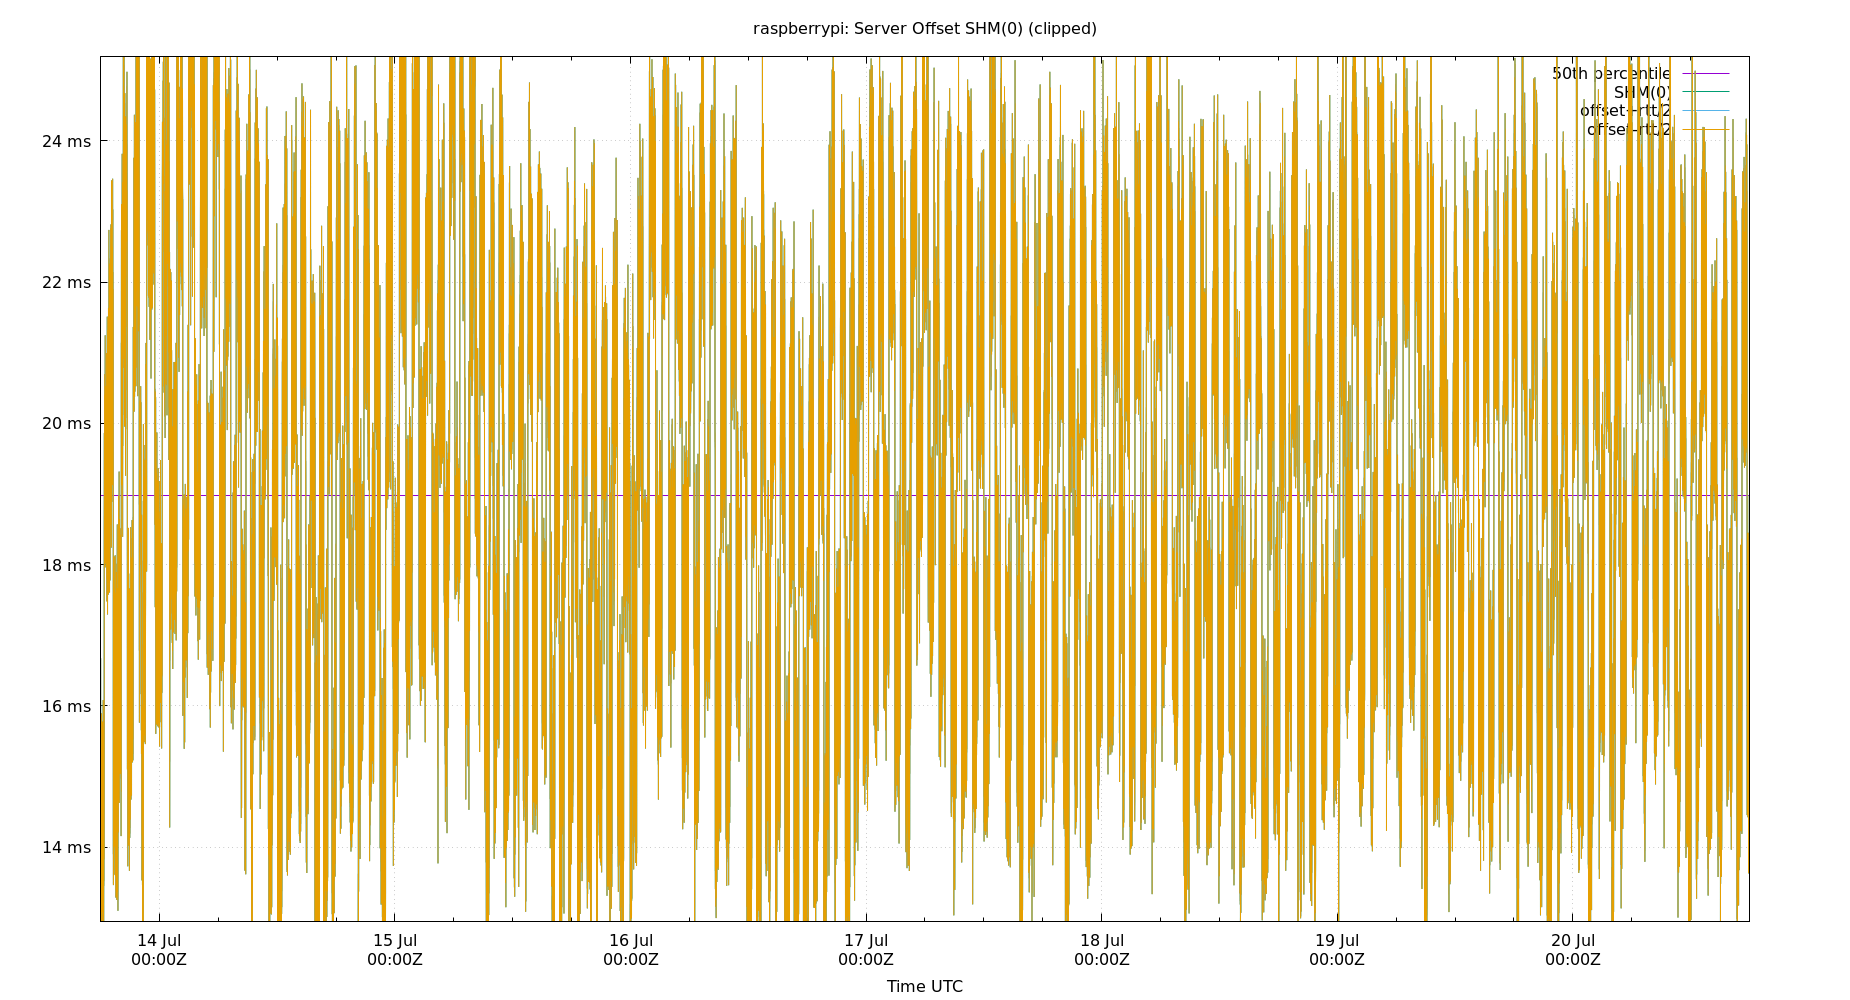 raspberrypi: Server Offset SHM(0) (clipped)
50th percentile
SHM(0)
offset+rtt/2
offset-rtt/2
24 ms
22 ms
20 ms
18 ms
16 ms
14 ms
14 Jul
00:00Z
15 Jul
00:00Z
16 Jul
00:00Z
17 Jul
00:00Z
18 Jul
00:00Z
19 Jul
00:00Z
20 Jul
00:00Z
Time UTC